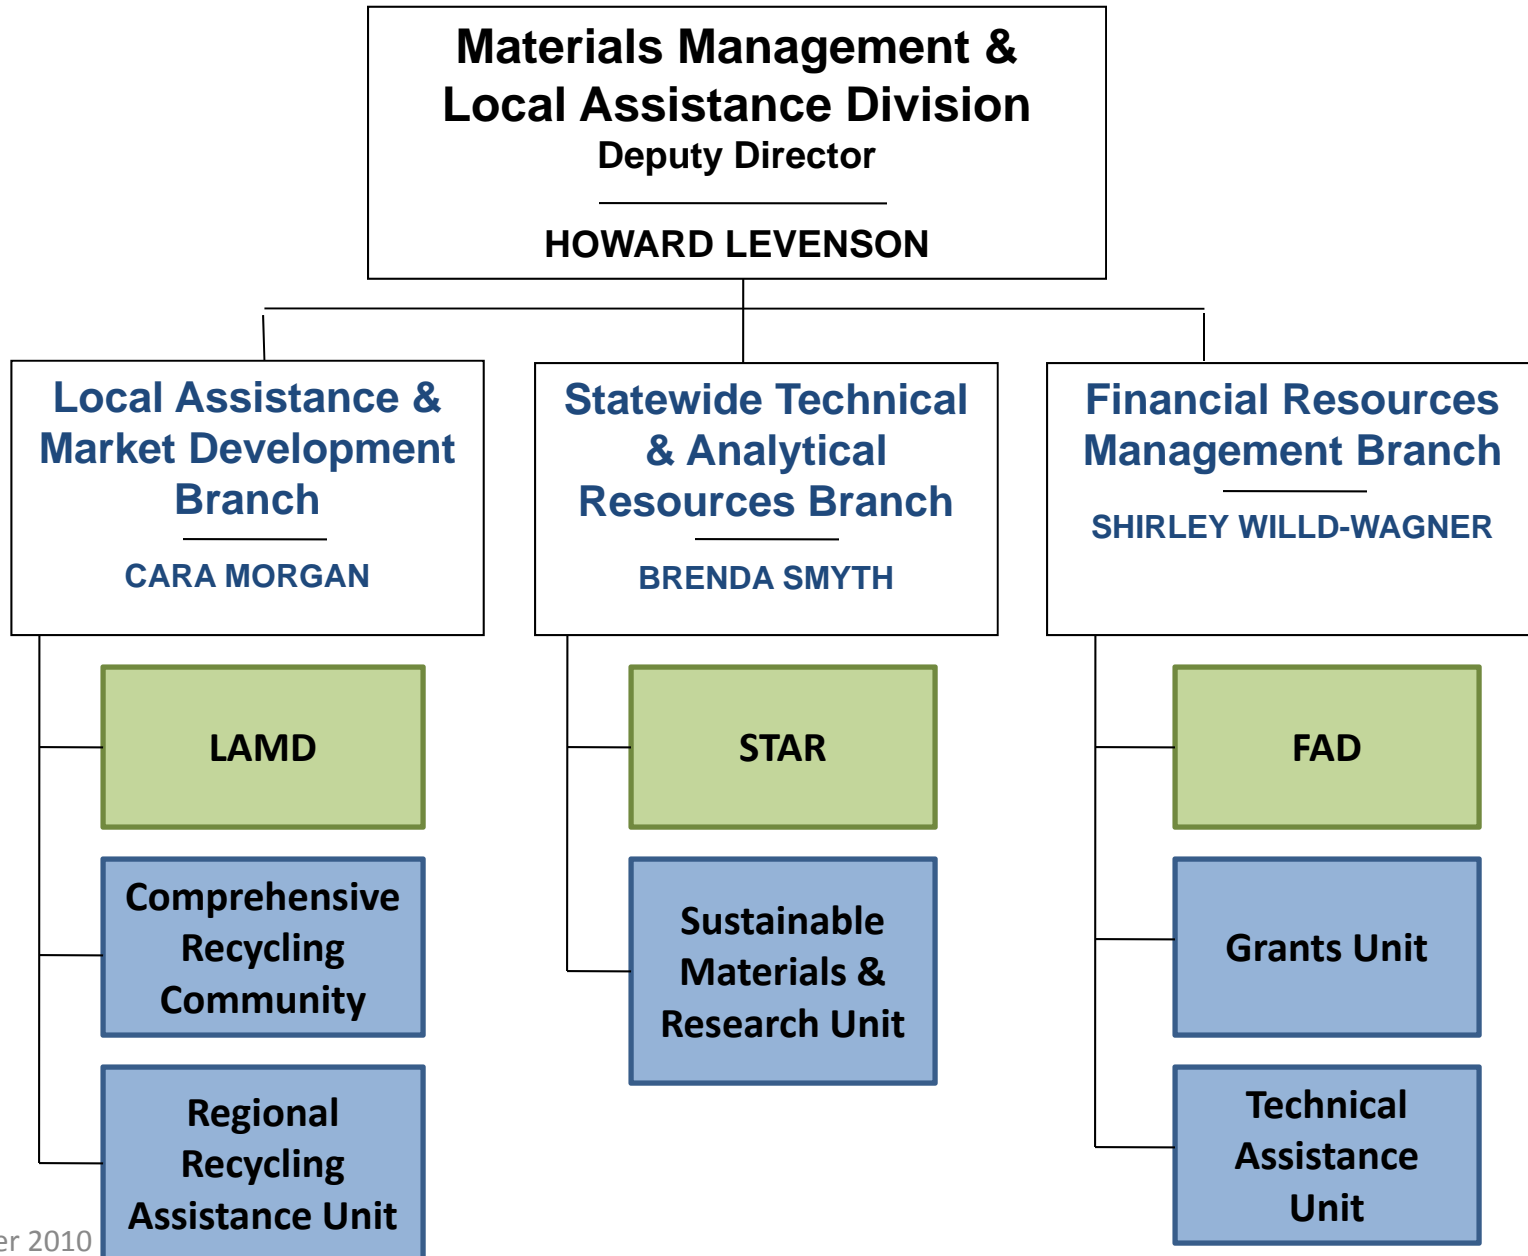 Materials Management &
Local Assistance Division
Deputy Director
HOWARD LEVENSON
Local Assistance &
Market Development
Branch
CARA MORGAN
Statewide Technical
& Analytical
Resources Branch
BRENDA SMYTH
Financial Resources
Management Branch
SHIRLEY WILLD-WAGNER
LAMD
STAR
FAD
Comprehensive
Recycling
Community
Sustainable
Materials &
Research Unit
Grants Unit
Regional
Recycling
Assistance Unit
Technical
Assistance
Unit
2010